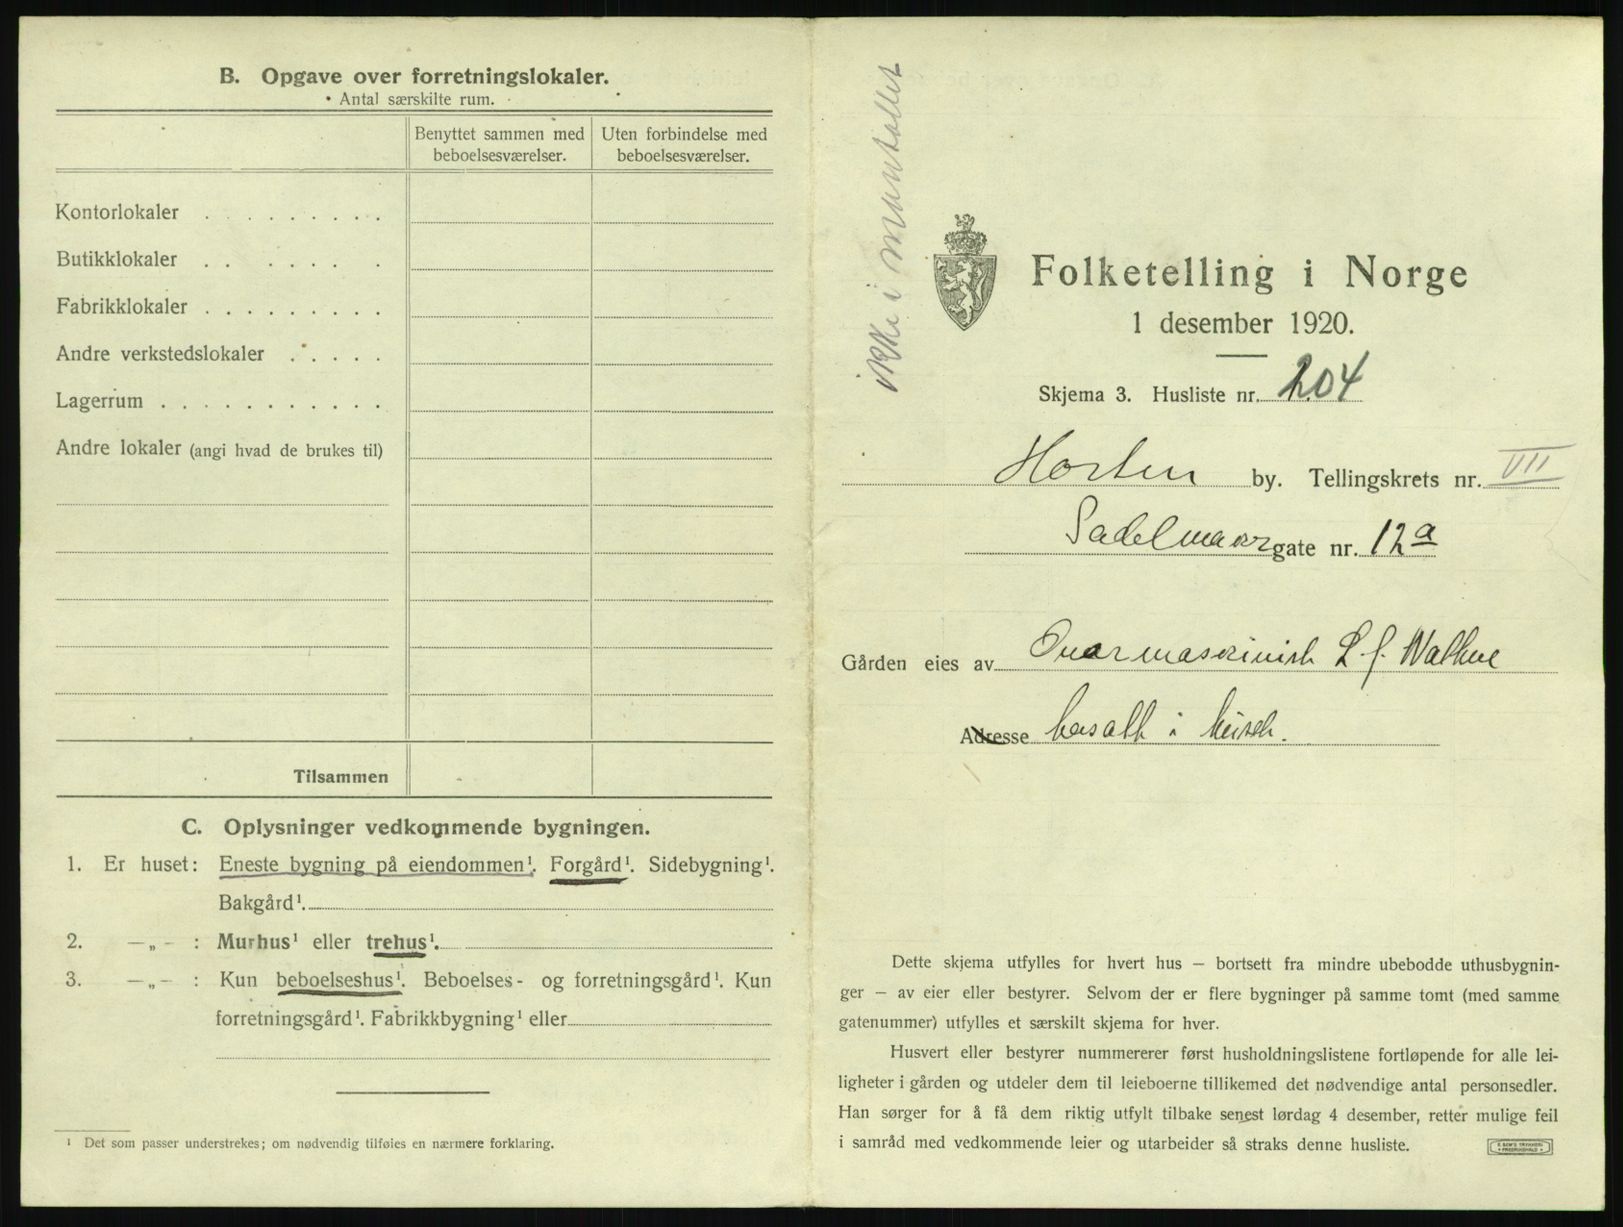 B. Opgave over forretningslokaler.
Antal særskilte rum.
Benyttet sammen med beboelsesværelser.
Uten forbindelse med beboelsesværelser.
Kontorlokaler
Butikklokaler
Fabrikklokaler
Andre verkstedslokaler
Lagerrum
Andre lokaler (angi hvad de brukes til)
Tilsammen
C. Oplysninger vedkommende bygningen.
1. Er huset: Eneste bygning på eiendommen¹. Forgård¹. Sidebygning¹.
Bakgård¹.
2. —„— : Murhus¹ eller trehus¹.
3. —„— : Kun beboelseshus¹. Beboelses- og forretningsgård¹. Kun
forretningsgård¹. Fabrikkbygning¹ eller
¹ Det som passer understrekes; om nødvendig tilføies en nærmere forklaring.
ikke i manntallet
Folketelling i Norge
1 desember 1920.
Skjema 3. Husliste nr. 204
Horten by. Tellingskrets nr. VII
gate nr. 12a
Gården eies av L. J.
Adresse i
Dette skjema utfylles for hvert hus — bortsett fra mindre ubebodde uthusbygnin-
ger — av eier eller bestyrer. Selvom der er flere bygninger på samme tomt (med samme
gatenummer) utfylles et særskilt skjema for hver.
Husvert eller bestyrer nummererer først husholdningslistene fortløpende for alle lei-
ligheter i gården og utdeler dem til leieboerne tillikemed det nødvendige antal personsedler.
Han sørger for å få dem riktig utfylt tilbake senest lørdag 4 desember, retter mulige feil
i samråd med vedkommende leier og utarbeider så straks denne husliste.